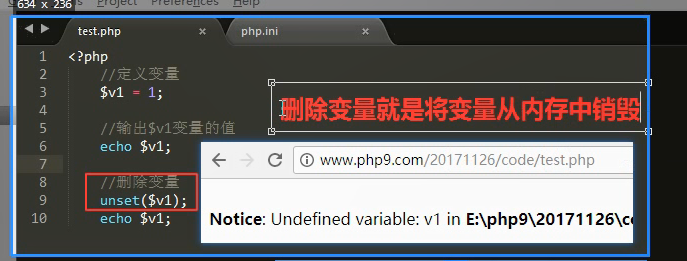 634 x 236
Project
Preferences
Help
test.php
×
php.ini
×
1 <?php
2 //定义变量
3 $v1 = 1;
4
5 //输出$v1变量的值
6 echo $v1;
7
8 //删除变量
9 unset($v1);
10 echo $v1;
删除变量就是将变量从内存中销毁
www.php9.com/20171126/code/test.php
Notice: Undefined variable: v1 in E:\php9\20171126\co